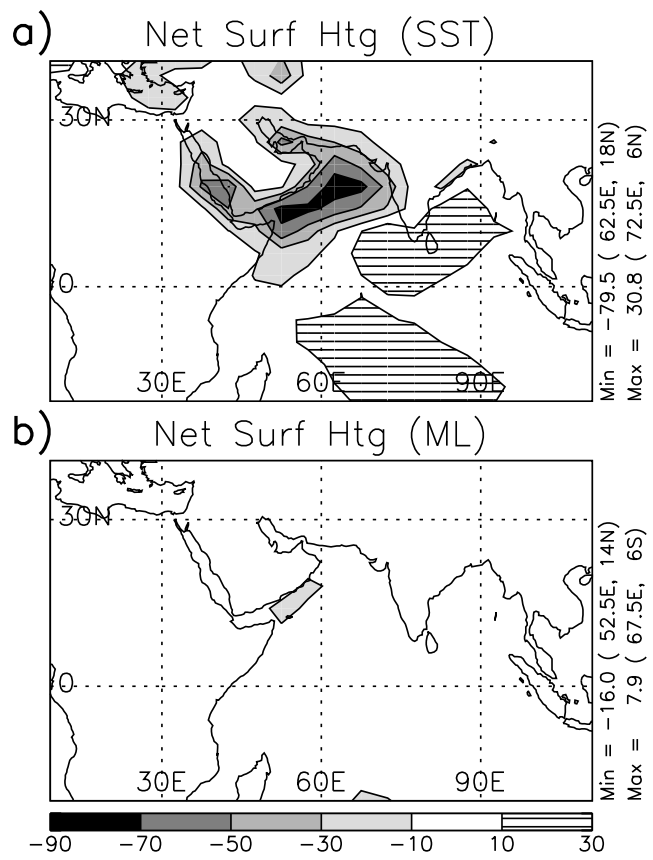 a) Net Surf Htg (SST)
30N
0
30E 60E 90E
Min = -79.5 ( 62.5E, 18N)
Max = 30.8 ( 72.5E, 6N)
b) Net Surf Htg (ML)
30N
0
30E 60E 90E
Min = -16.0 ( 52.5E, 14N)
Max = 7.9 ( 67.5E, 6S)
-90 -70 -50 -30 -10 10 30